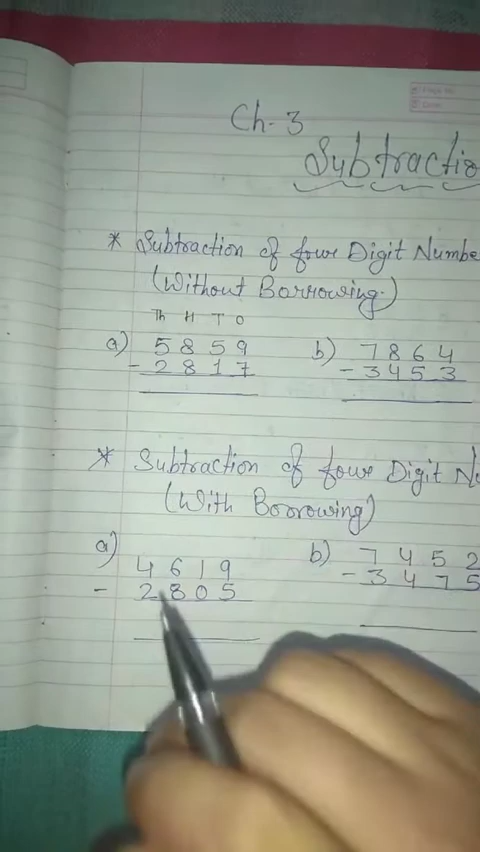 Ch-3
Subtractio
* Subtraction of four Digit Numbe
(Without Borrowing.)
Th H T O
a) 5 8 5 9
- 2 8 1 7
b) 7 8 6 4
- 3 4 5 3
* Subtraction of four Digit Nu
(With Borrowing)
a) 4 6 1 9
- 2 8 0 5
b) 7 4 5 2
- 3 4 7 5